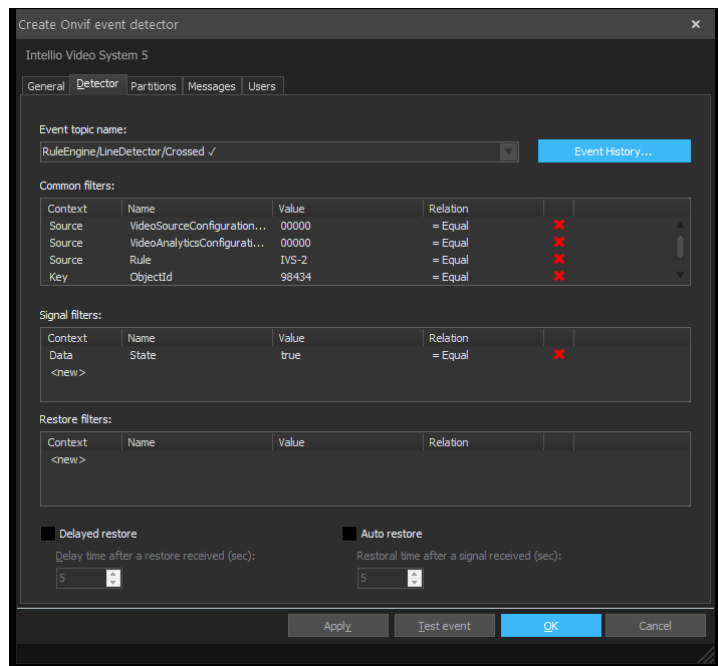 Create Onvif event detector
Intellio Video System 5
General Detector Partitions Messages Users
Event topic name:
RuleEngine/LineDetector/Crossed ✓
Event History...
Common filters:
Context Name Value Relation
Source VideoSourceConfiguration... 00000 = Equal
Source VideoAnalyticsConfigurati... 00000 = Equal
Source Rule IVS-2 = Equal
Key ObjectId 98434 = Equal
Signal filters:
Context Name Value Relation
Data State true = Equal
<new>
Restore filters:
Context Name Value Relation
<new>
Delayed restore Auto restore
Delay time after a restore received (sec): Restoral time after a signal received (sec):
5 5
Apply Test event OK Cancel